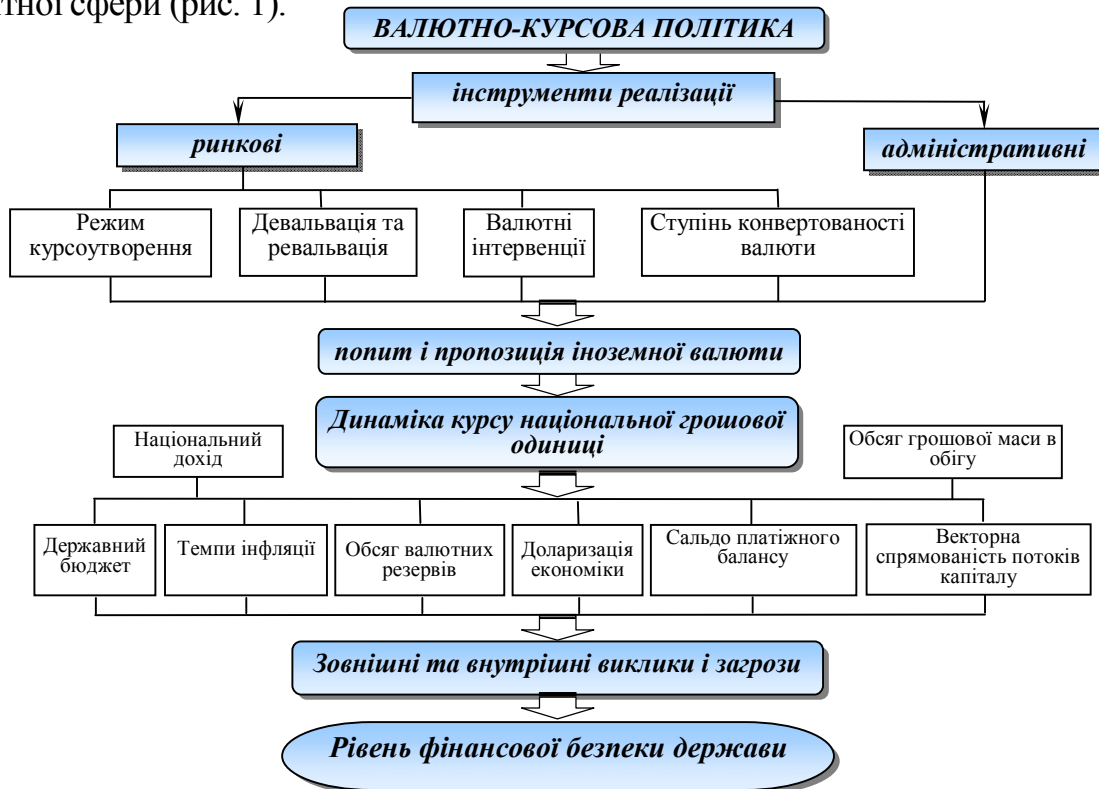 тної сфери (рис. 1).
ВАЛЮТНО-КУРСОВА ПОЛІТИКА
інструменти реалізації
ринкові
адміністративні
Режим
курсоутворення
Девальвація та
ревальвація
Валютні
інтервенції
Ступінь конвертованості
валюти
попит і пропозиція іноземної валюти
Динаміка курсу національної грошової
одиниці
Національний
дохід
Обсяг грошової маси в
обігу
Державний
бюджет
Темпи інфляції
Обсяг валютних
резервів
Доларизація
економіки
Сальдо платіжного
балансу
Векторна
спрямованість потоків
капіталу
Зовнішні та внутрішні виклики і загрози
Рівень фінансової безпеки держави